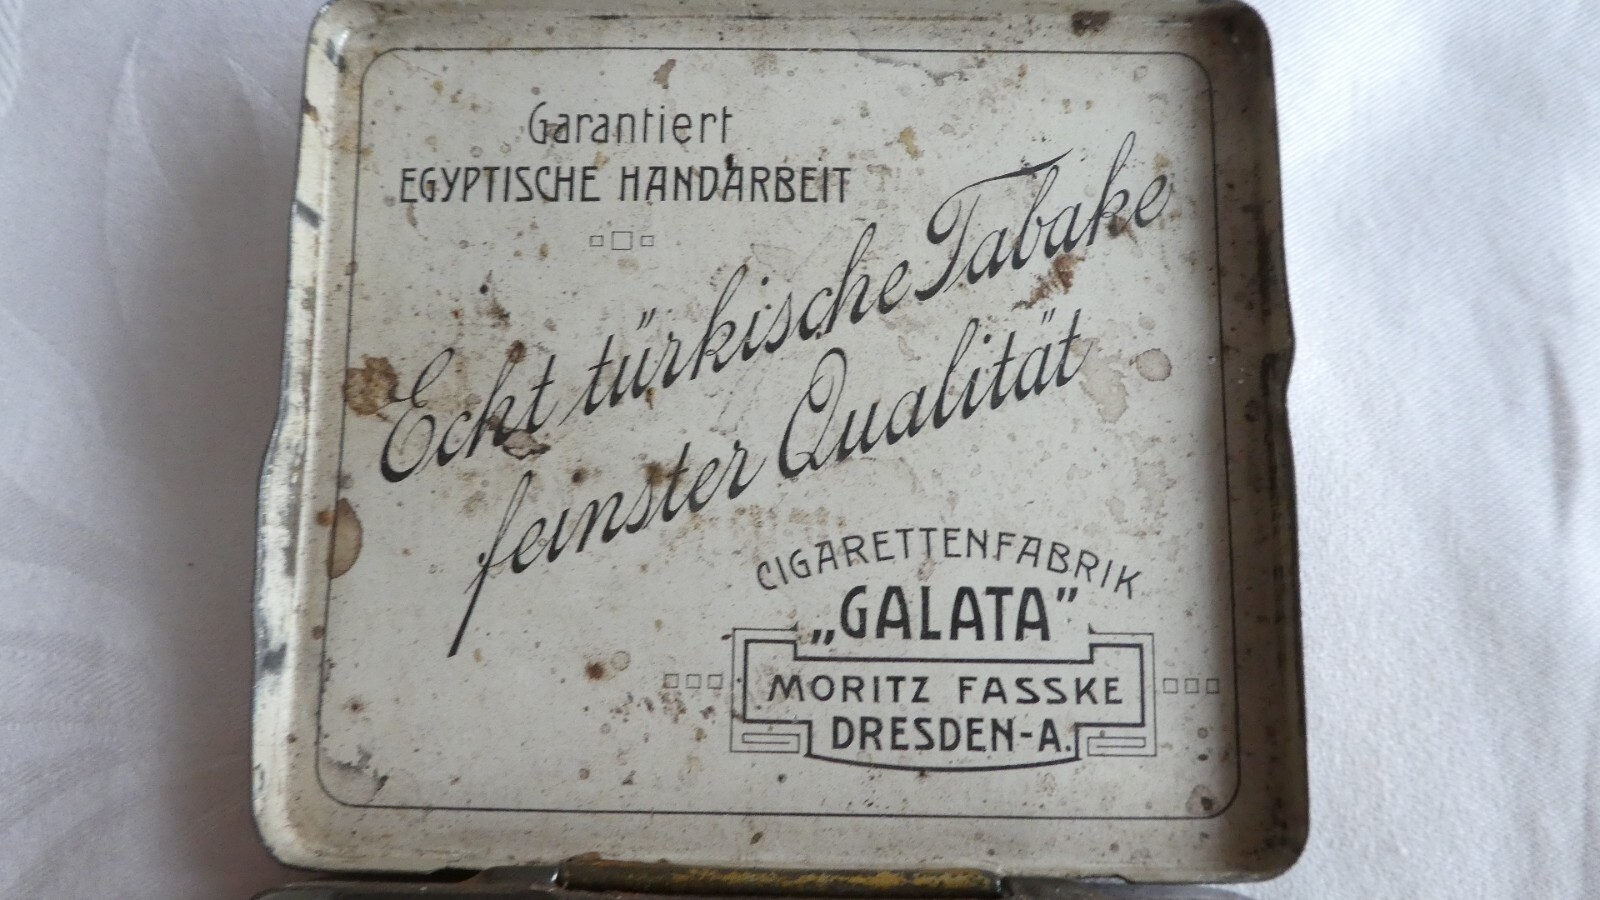 Garantiert
EGYPTISCHE HANDARBEIT
Echt türkische Tabake
feinster Qualität
CIGARETTENFABRIK
„GALATA”
MORITZ FASSKE
DRESDEN-A.